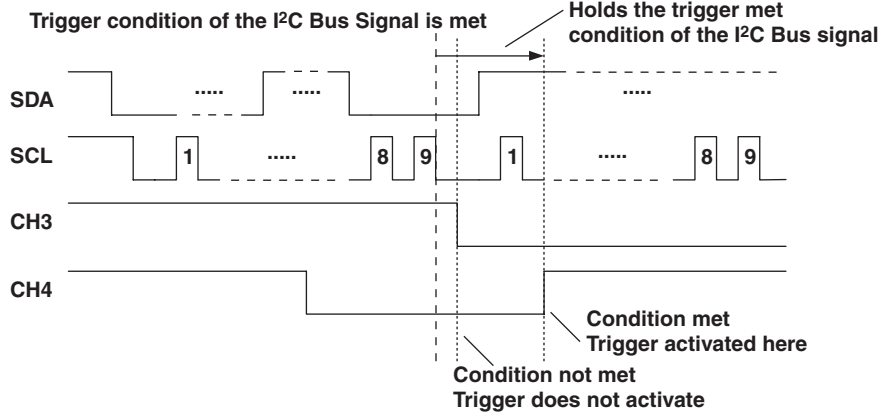 Trigger condition of the I²C Bus Signal is met
Holds the trigger met
condition of the I²C Bus signal
SDA
.....
.....
.....
SCL
1
.....
8
9
1
.....
8
9
CH3
CH4
Condition met
Trigger activated here
Condition not met
Trigger does not activate